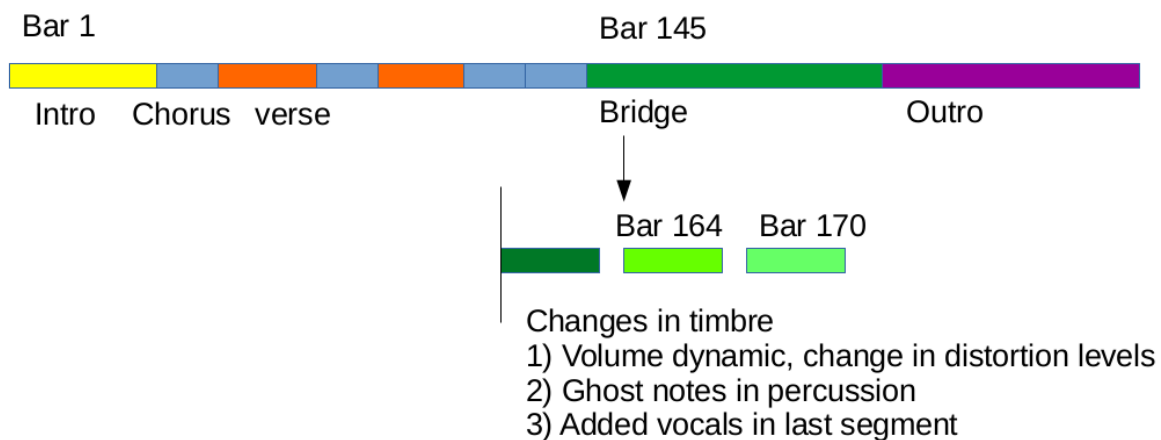 Bar 1
Bar 145
Intro
Chorus
verse
Bridge
Outro
Bar 164
Bar 170
Changes in timbre
1) Volume dynamic, change in distortion levels
2) Ghost notes in percussion
3) Added vocals in last segment